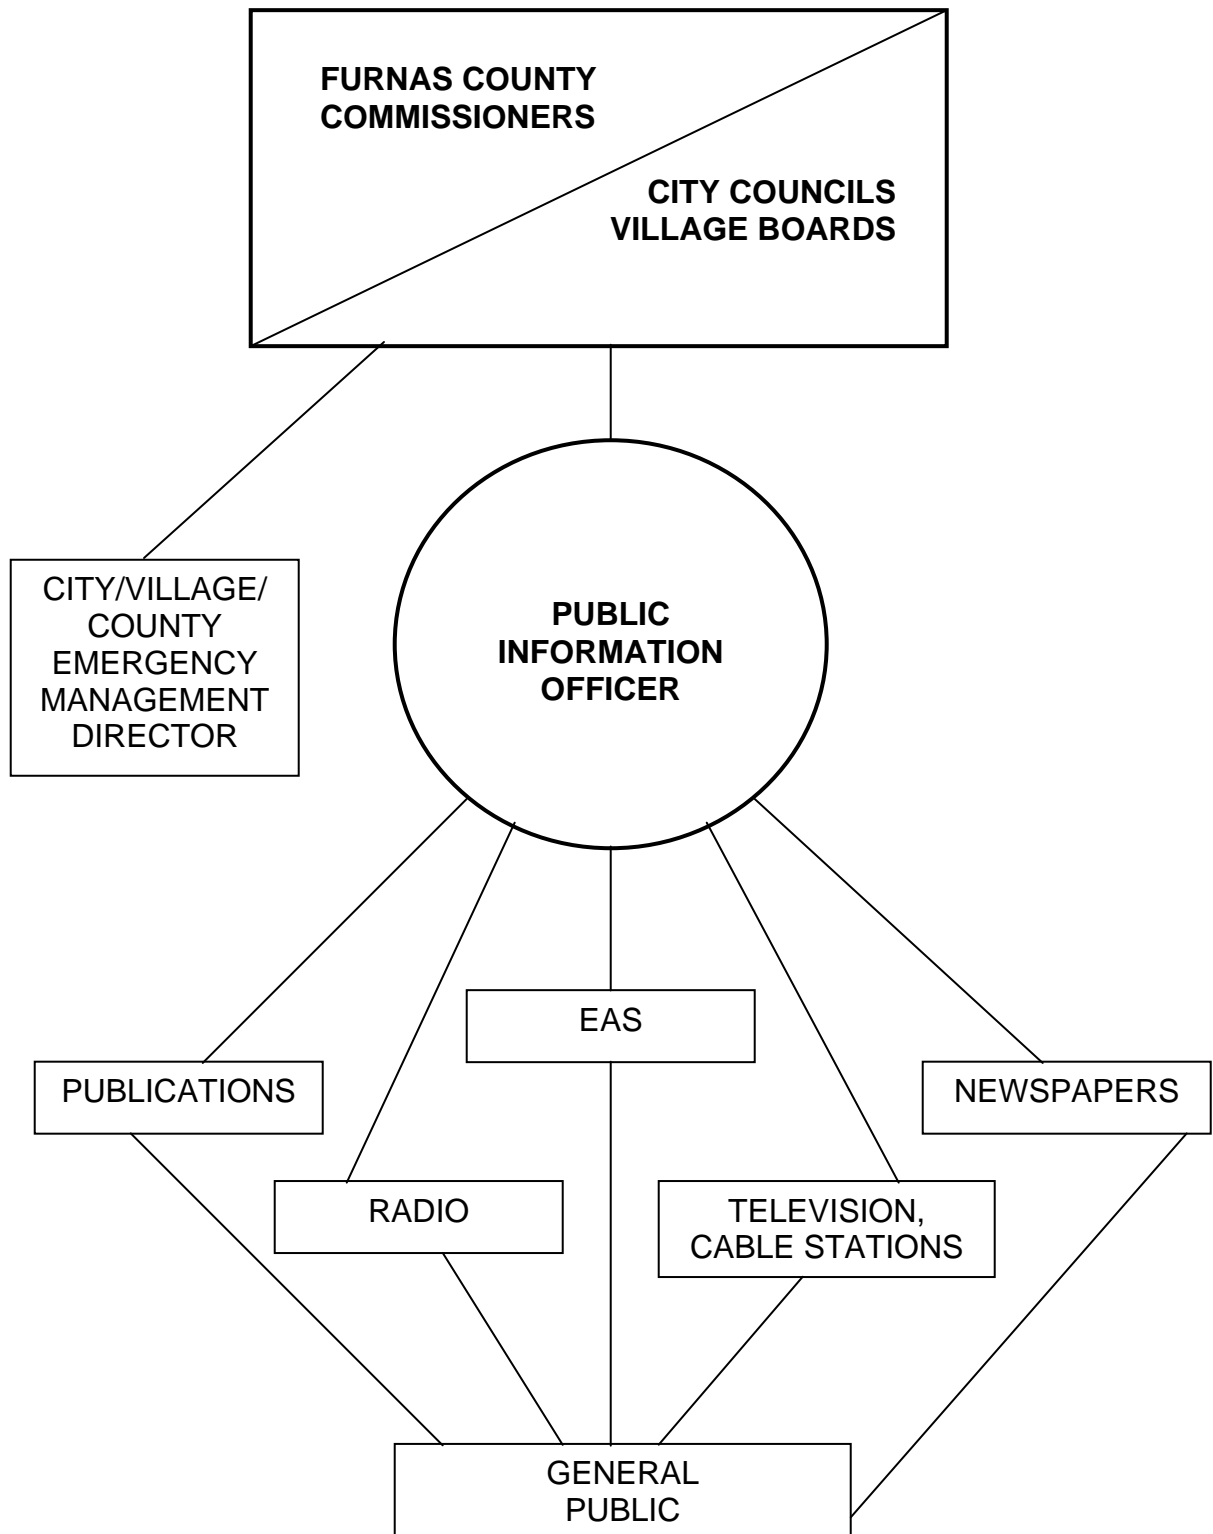 FURNAS COUNTY
COMMISSIONERS
CITY COUNCILS
VILLAGE BOARDS
CITY/VILLAGE/
COUNTY
EMERGENCY
MANAGEMENT
DIRECTOR
PUBLIC
INFORMATION
OFFICER
EAS
PUBLICATIONS
NEWSPAPERS
RADIO
TELEVISION,
CABLE STATIONS
GENERAL
PUBLIC